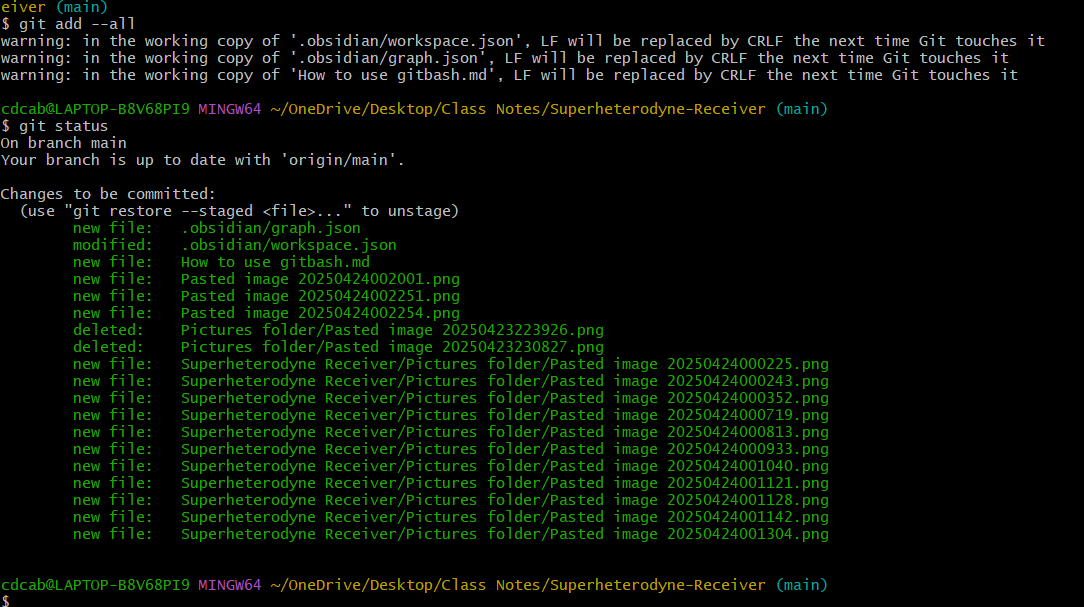 eiver (main)
$ git add --all
warning: in the working copy of '.obsidian/workspace.json', LF will be replaced by CRLF the next time Git touches it
warning: in the working copy of '.obsidian/graph.json', LF will be replaced by CRLF the next time Git touches it
warning: in the working copy of 'How to use gitbash.md', LF will be replaced by CRLF the next time Git touches it

cdcab@LAPTOP-B8V68PI9 MINGW64 ~/OneDrive/Desktop/Class Notes/Superheterodyne-Receiver (main)
$ git status
On branch main
Your branch is up to date with 'origin/main'.

Changes to be committed:
  (use "git restore --staged <file>..." to unstage)
        new file:   .obsidian/graph.json
        modified:   .obsidian/workspace.json
        new file:   How to use gitbash.md
        new file:   Pasted image 20250424002001.png
        new file:   Pasted image 20250424002251.png
        new file:   Pasted image 20250424002254.png
        deleted:    Pictures folder/Pasted image 20250423223926.png
        deleted:    Pictures folder/Pasted image 20250423230827.png
        new file:   Superheterodyne Receiver/Pictures folder/Pasted image 20250424000225.png
        new file:   Superheterodyne Receiver/Pictures folder/Pasted image 20250424000243.png
        new file:   Superheterodyne Receiver/Pictures folder/Pasted image 20250424000352.png
        new file:   Superheterodyne Receiver/Pictures folder/Pasted image 20250424000719.png
        new file:   Superheterodyne Receiver/Pictures folder/Pasted image 20250424000813.png
        new file:   Superheterodyne Receiver/Pictures folder/Pasted image 20250424000933.png
        new file:   Superheterodyne Receiver/Pictures folder/Pasted image 20250424001040.png
        new file:   Superheterodyne Receiver/Pictures folder/Pasted image 20250424001121.png
        new file:   Superheterodyne Receiver/Pictures folder/Pasted image 20250424001128.png
        new file:   Superheterodyne Receiver/Pictures folder/Pasted image 20250424001142.png
        new file:   Superheterodyne Receiver/Pictures folder/Pasted image 20250424001304.png

cdcab@LAPTOP-B8V68PI9 MINGW64 ~/OneDrive/Desktop/Class Notes/Superheterodyne-Receiver (main)
$